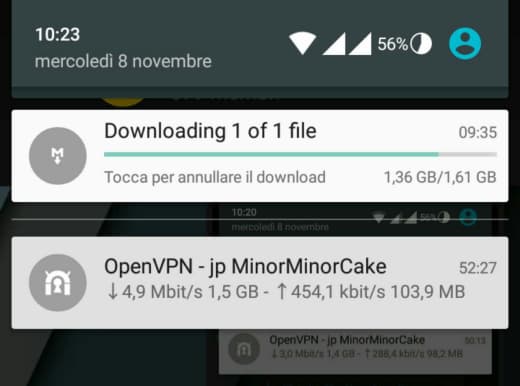 10:23
56%
mercoledì 8 novembre
Downloading 1 of 1 file
09:35
Tocca per annullare il download
1,36 GB/1,61 GB
10:20
56%
mercoledì 8 novembre
OpenVPN - jp MinorMinorCake
52:27
↓4,9 Mbit/s 1,5 GB - ↑454,1 kbit/s 103,9 MB
OpenVPN - jp MinorMinorCake
50:13
↓3,0 Mbit/s 1,4 GB - ↑288,4 kbit/s 98,2 MB